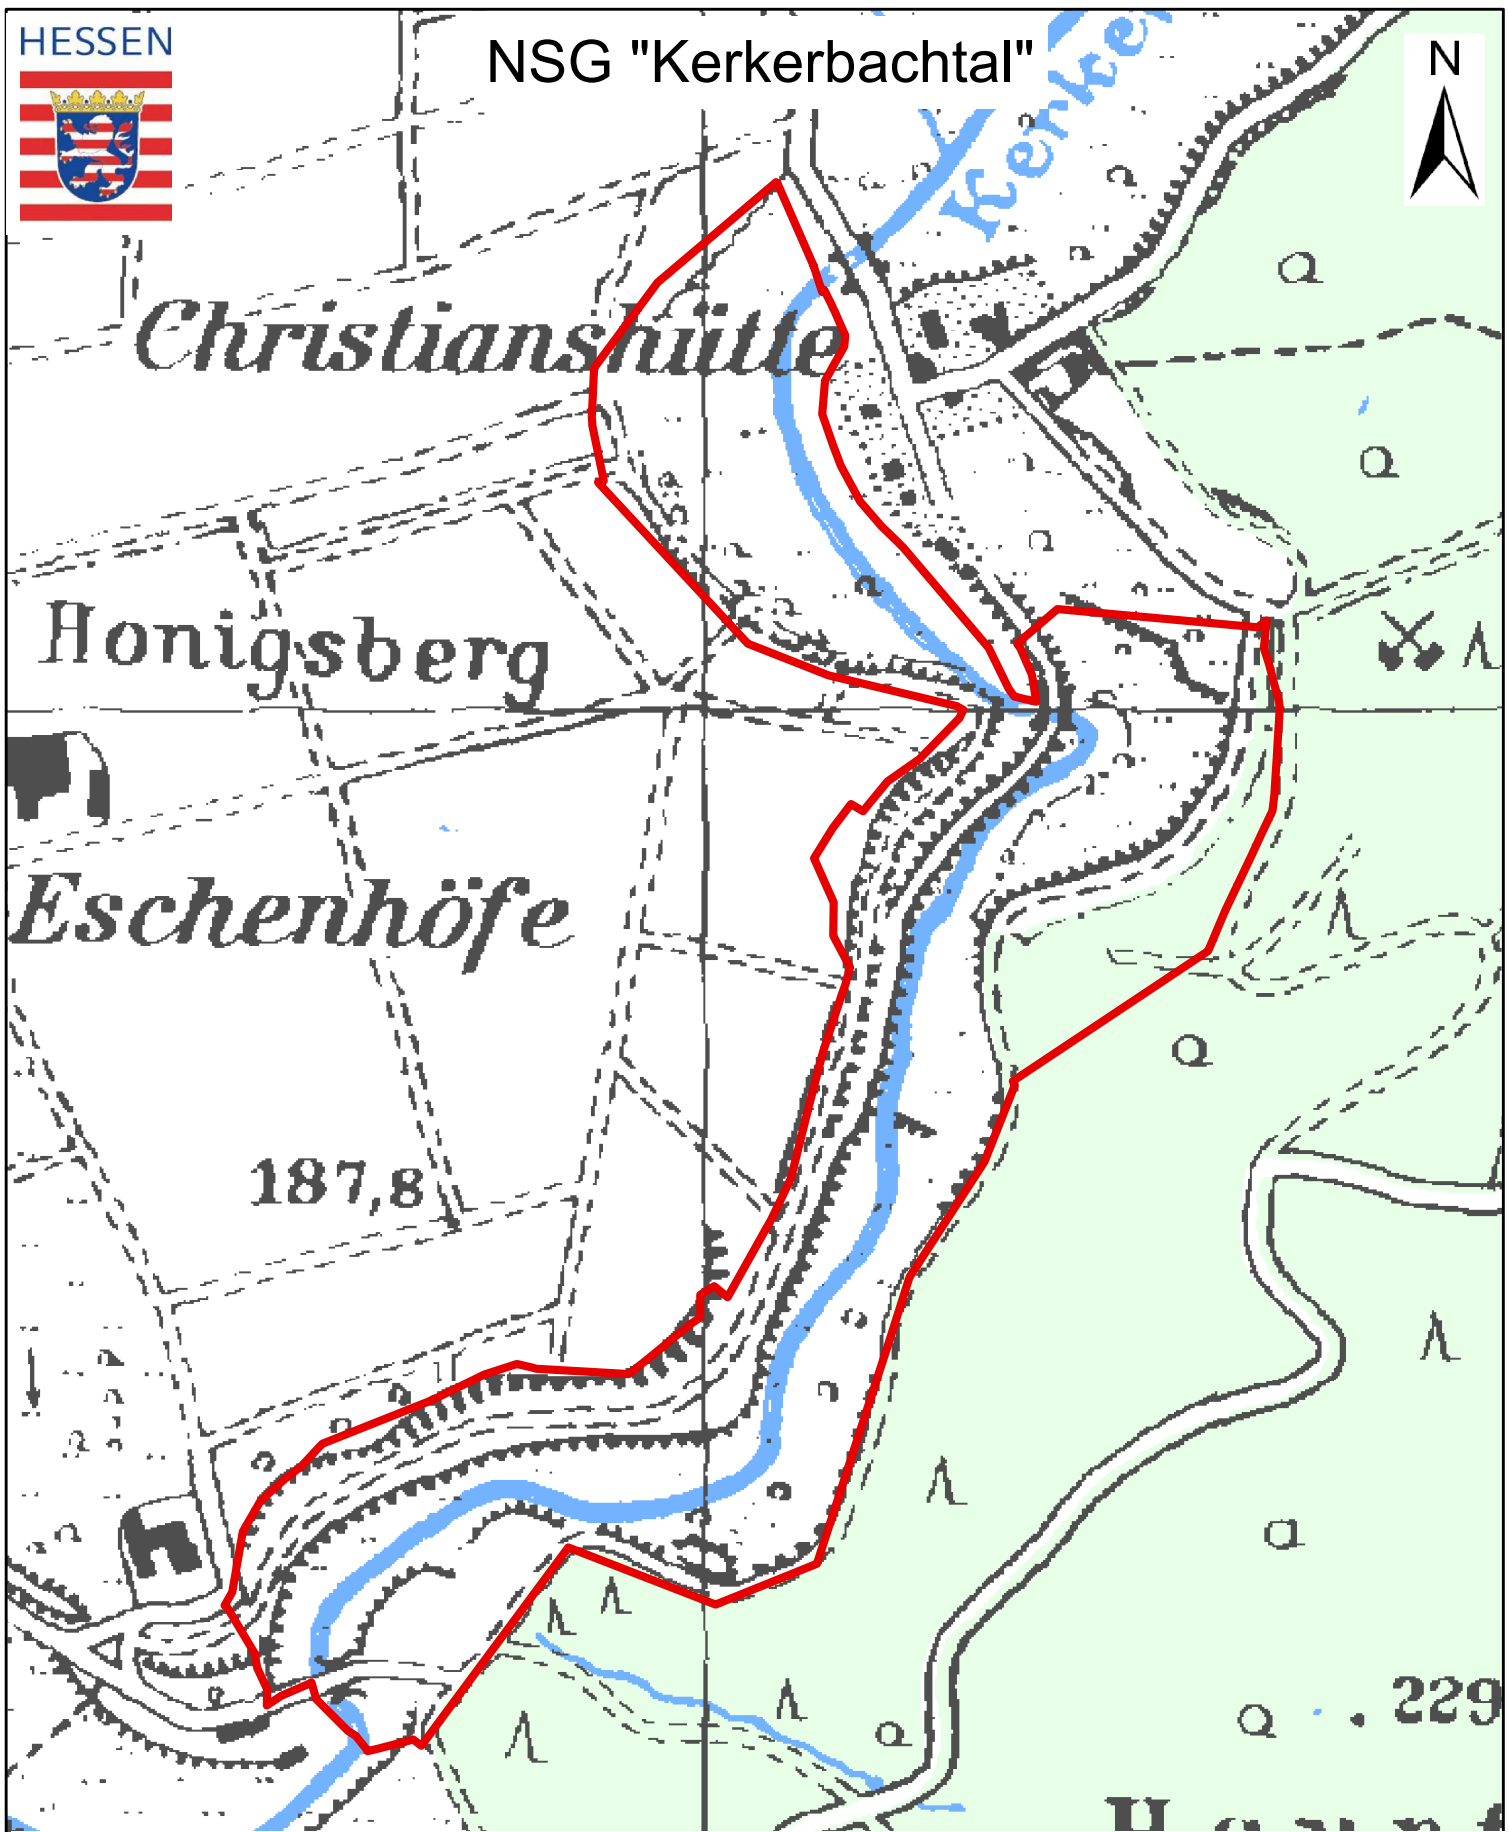 HESSEN
NSG "Kerkerbachtal"
N
Kerke
Christianshütte
Honigsberg
Eschenhöfe
187,8
229